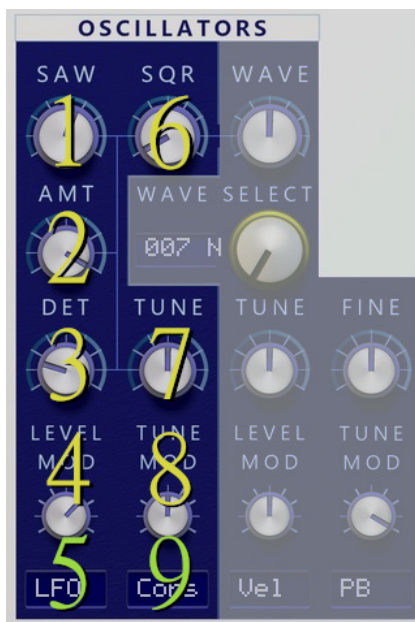 OSCILLATORS
SAW SQR WAVE
1 6
AMT WAVE SELECT
2 007 N
DET TUNE TUNE FINE
3 7
LEVEL MOD TUNE MOD LEVEL MOD TUNE MOD
4 8
5 9
LFO Cons Vel PB